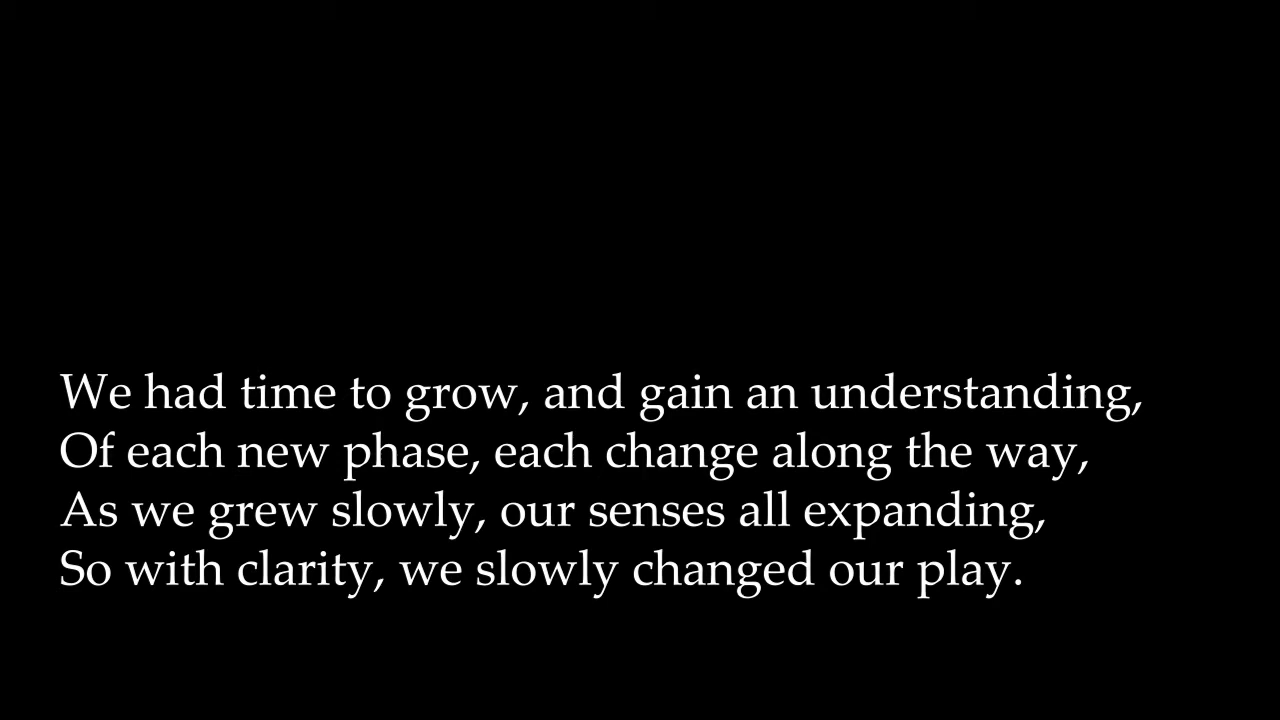 We had time to grow, and gain an understanding,
Of each new phase, each change along the way,
As we grew slowly, our senses all expanding,
So with clarity, we slowly changed our play.